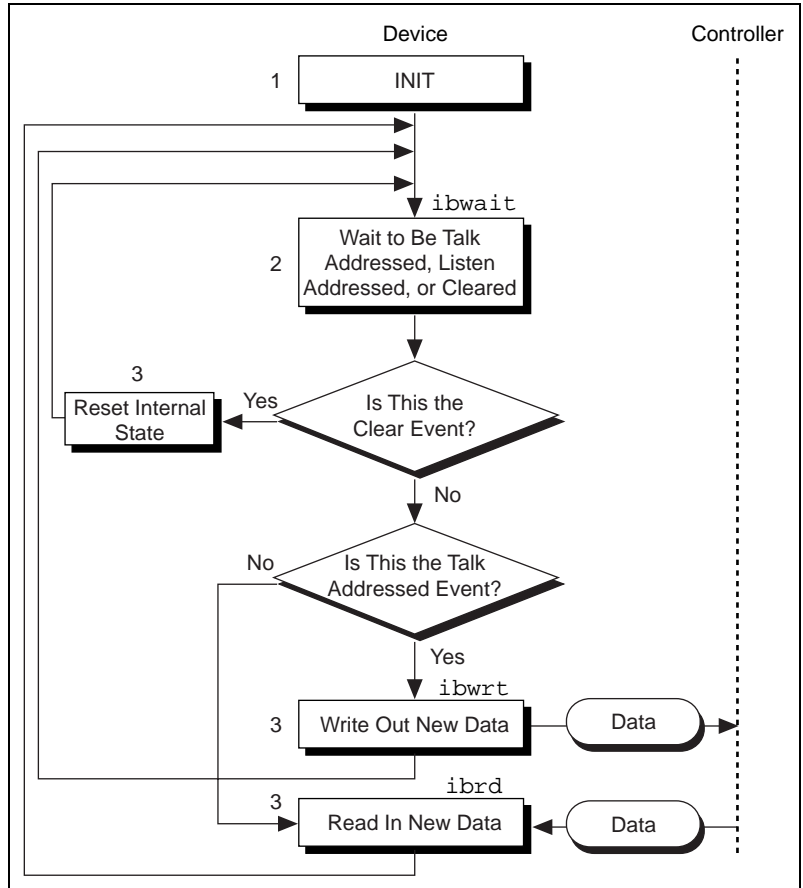 Device
Controller
1
INIT
ibwait
2
Wait to Be Talk
Addressed, Listen
Addressed, or Cleared
3
Reset Internal
State
Yes
Is This the
Clear Event?
No
No
Is This the Talk
Addressed Event?
Yes
ibwrt
3
Write Out New Data
Data
ibrd
3
Read In New Data
Data